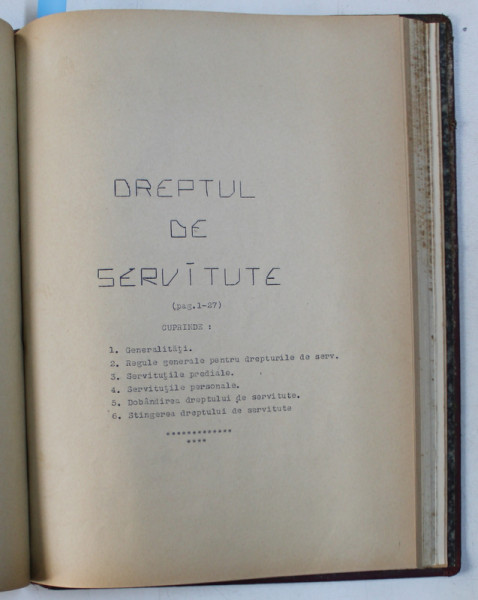 DREPTUL
DE
SERVITUTE
(pag.1-27)
CUPRINDE :
1. Generalităţi.
2. Regule generale pentru drepturile de serv.
3. Servituţile prediale.
4. Servituţile personale.
5. Dobândirea dreptului de servitute.
6. Stingerea dreptului de servitute
*************
****